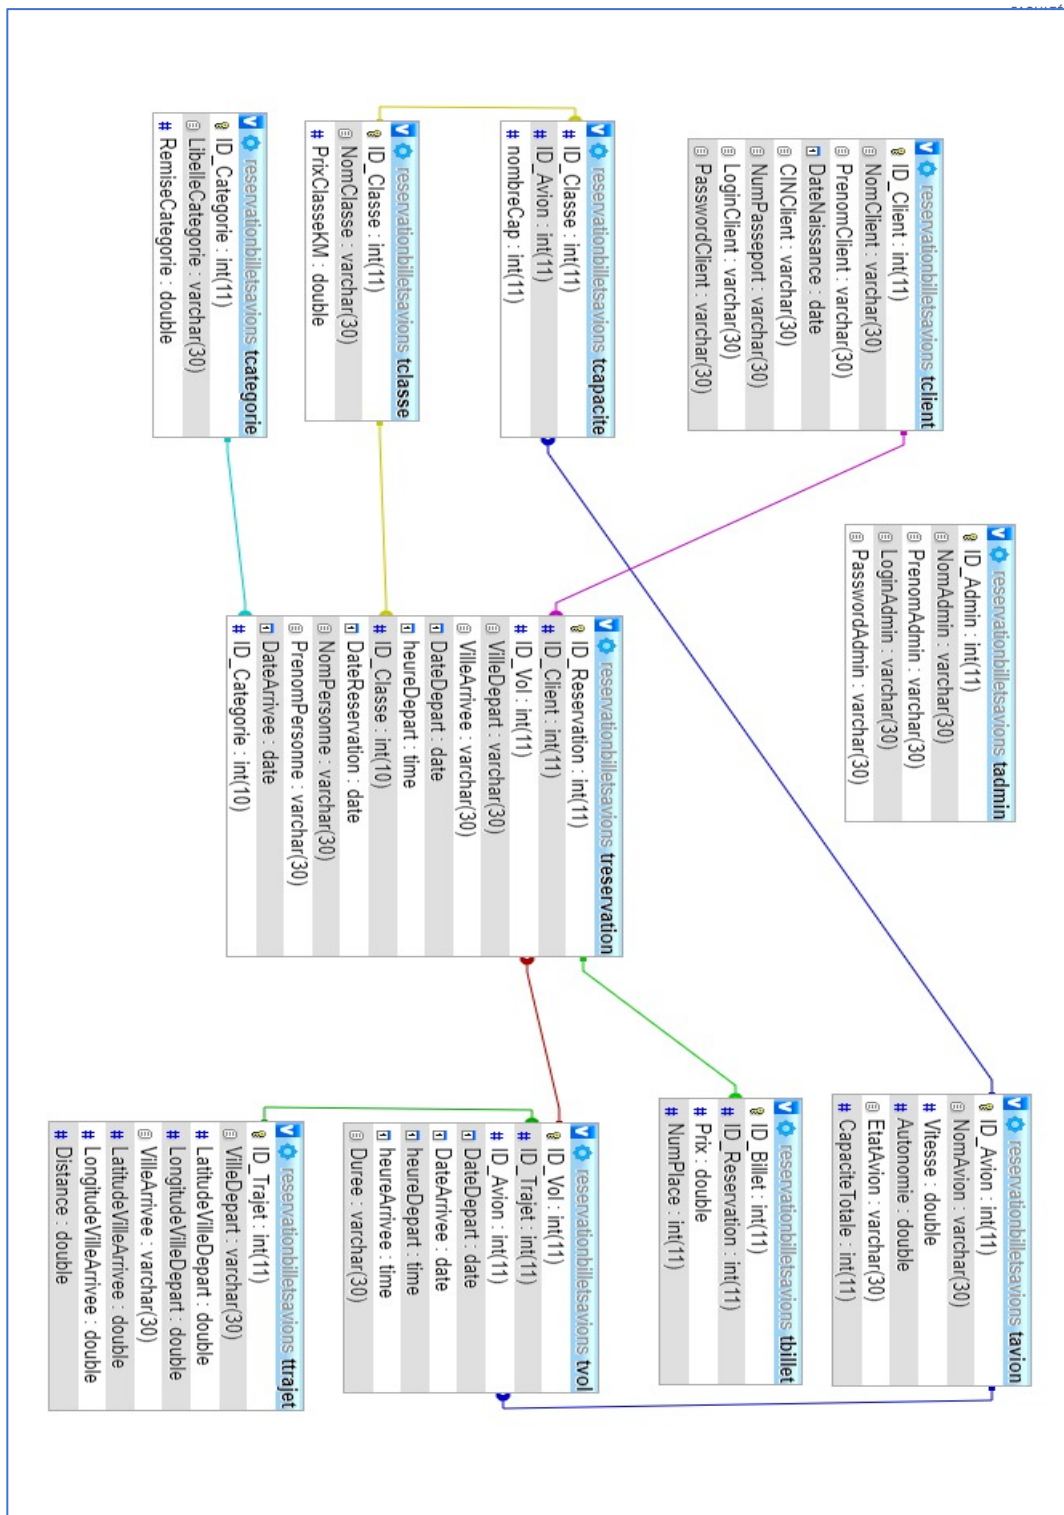 reservationbilletsavions tclient
ID_Client : int(11)
NomClient : varchar(30)
PrenomClient : varchar(30)
DateNaissance : date
CINClient : varchar(30)
NumPasseport : varchar(30)
LoginClient : varchar(30)
PasswordClient : varchar(30)
reservationbilletsavions tadmin
ID_Admin : int(11)
NomAdmin : varchar(30)
PrenomAdmin : varchar(30)
LoginAdmin : varchar(30)
PasswordAdmin : varchar(30)
reservationbilletsavions tavion
ID_Avion : int(11)
NomAvion : varchar(30)
Vitesse : double
Autonomie : double
EtatAvion : varchar(30)
CapaciteTotale : int(11)
reservationbilletsavions tcapacite
ID_Classe : int(11)
ID_Avion : int(11)
nombreCap : int(11)
reservationbilletsavions treservation
ID_Reservation : int(11)
ID_Client : int(11)
ID_Vol : int(11)
VilleDepart : varchar(30)
VilleArrivee : varchar(30)
DateDepart : date
heureDepart : time
ID_Classe : int(10)
DateReservation : date
NomPersonne : varchar(30)
PrenomPersonne : varchar(30)
DateArrivee : date
ID_Categorie : int(10)
reservationbilletsavions tbillet
ID_Billet : int(11)
ID_Reservation : int(11)
Prix : double
NumPlace : int(11)
reservationbilletsavions tclasse
ID_Classe : int(11)
NomClasse : varchar(30)
PrixClasseKM : double
reservationbilletsavions tvol
ID_Vol : int(11)
ID_Trajet : int(11)
ID_Avion : int(11)
DateDepart : date
DateArrivee : date
heureDepart : time
heureArrivee : time
Duree : varchar(30)
reservationbilletsavions tcategorie
ID_Categorie : int(11)
LibelleCategorie : varchar(30)
RemiseCategorie : double
reservationbilletsavions ttrajet
ID_Trajet : int(11)
VilleDepart : varchar(30)
LatitudeVilleDepart : double
LongitudeVilleDepart : double
VilleArrivee : varchar(30)
LatitudeVilleArrivee : double
LongitudeVilleArrivee : double
Distance : double